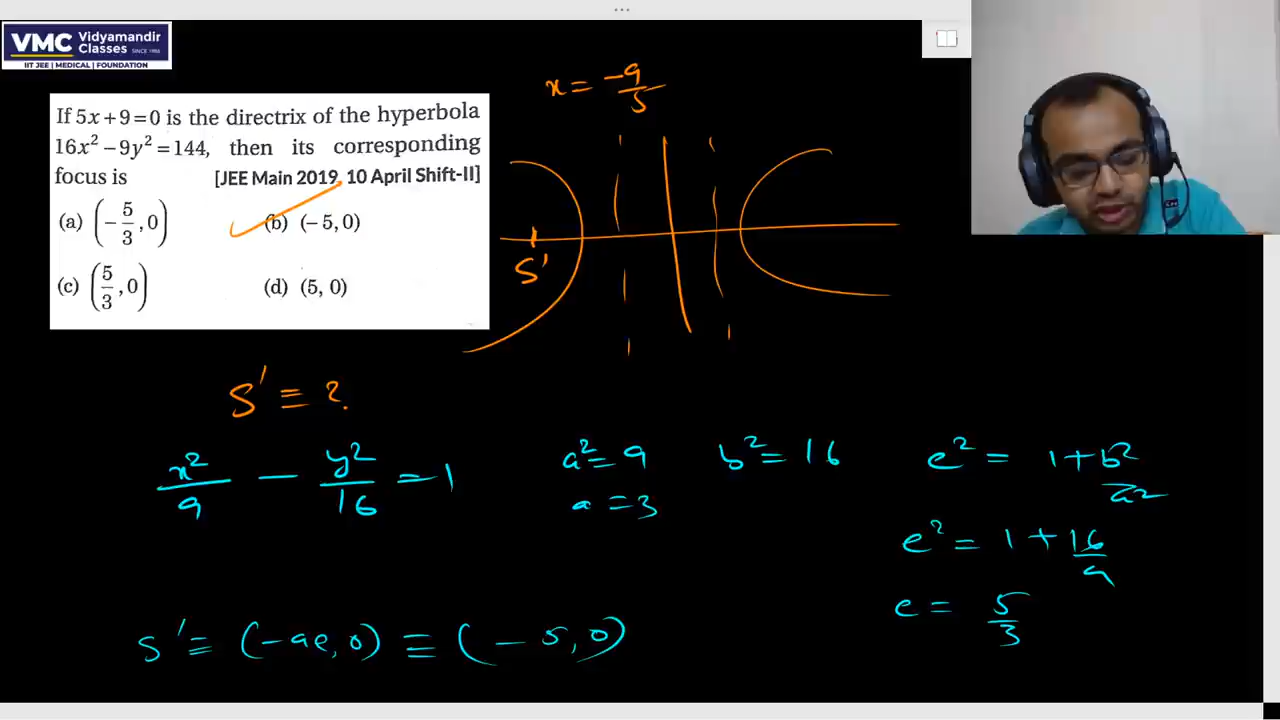 VMC Vidyamandir Classes SINCE 1986
IIT JEE | MEDICAL | FOUNDATION
If 5x + 9 = 0 is the directrix of the hyperbola
16x² − 9y² = 144, then its corresponding
focus is [JEE Main 2019, 10 April Shift-II]
(a) (−5/3, 0) (b) (−5, 0)
(c) (5/3, 0) (d) (5, 0)
x = −9/5
S'
S' ≡ ?
x²/9 − y²/16 = 1
a² = 9 b² = 16 e² = 1 + b²/a²
a = 3
e² = 1 + 16/9
e = 5/3
S' ≡ (−ae, 0) ≡ (−5, 0)